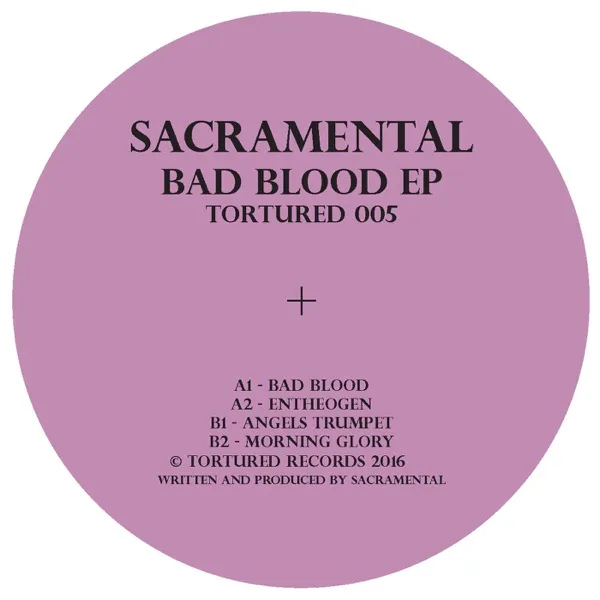 SACRAMENTAL
BAD BLOOD EP
TORTURED 005
A1 - BAD BLOOD
A2 - ENTHEOGEN
B1 - ANGELS TRUMPET
B2 - MORNING GLORY
© TORTURED RECORDS 2016
WRITTEN AND PRODUCED BY SACRAMENTAL